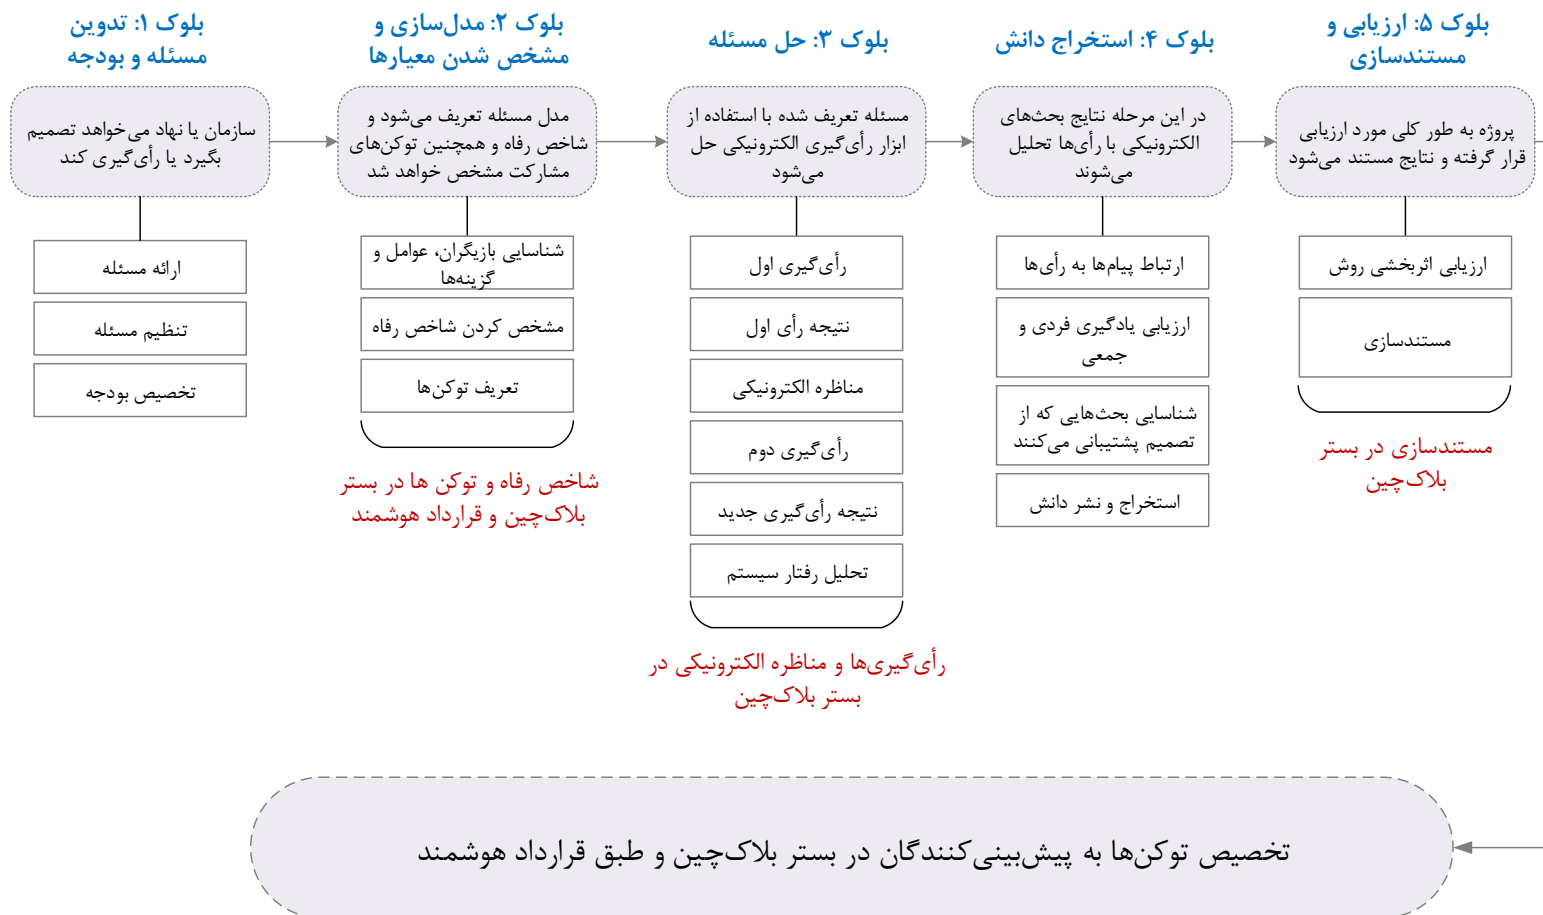 بلوک ۱: تدوین
مسئله و بودجه
سازمان یا نهاد می‌خواهد تصمیم
بگیرد یا رأی‌گیری کند
ارائه مسئله
تنظیم مسئله
تخصیص بودجه
بلوک ۲: مدل‌سازی و
مشخص شدن معیارها
مدل مسئله تعریف می‌شود و
شاخص رفاه و همچنین توکن‌های
مشارکت مشخص خواهد شد
شناسایی بازیگران، عوامل و
گزینه‌ها
مشخص کردن شاخص رفاه
تعریف توکن‌ها
شاخص رفاه و توکن ها در بستر
بلاک‌چین و قرارداد هوشمند
بلوک ۳: حل مسئله
مسئله تعریف شده با استفاده از
ابزار رأی‌گیری الکترونیکی حل
می‌شود
رأی‌گیری اول
نتیجه رأی اول
مناظره الکترونیکی
رأی‌گیری دوم
نتیجه رأی‌گیری جدید
تحلیل رفتار سیستم
رأی‌گیری‌ها و مناظره الکترونیکی در
بستر بلاک‌چین
بلوک ۴: استخراج دانش
در این مرحله نتایج بحث‌های
الکترونیکی با رأی‌ها تحلیل
می‌شوند
ارتباط پیام‌ها به رأی‌ها
ارزیابی یادگیری فردی و
جمعی
شناسایی بحث‌هایی که از
تصمیم پشتیبانی می‌کنند
استخراج و نشر دانش
بلوک ۵: ارزیابی و
مستندسازی
پروژه به طور کلی مورد ارزیابی
قرار گرفته و نتایج مستند می‌شود
ارزیابی اثربخشی روش
مستندسازی
مستندسازی در بستر
بلاک‌چین
تخصیص توکن‌ها به پیش‌بینی‌کنندگان در بستر بلاک‌چین و طبق قرارداد هوشمند